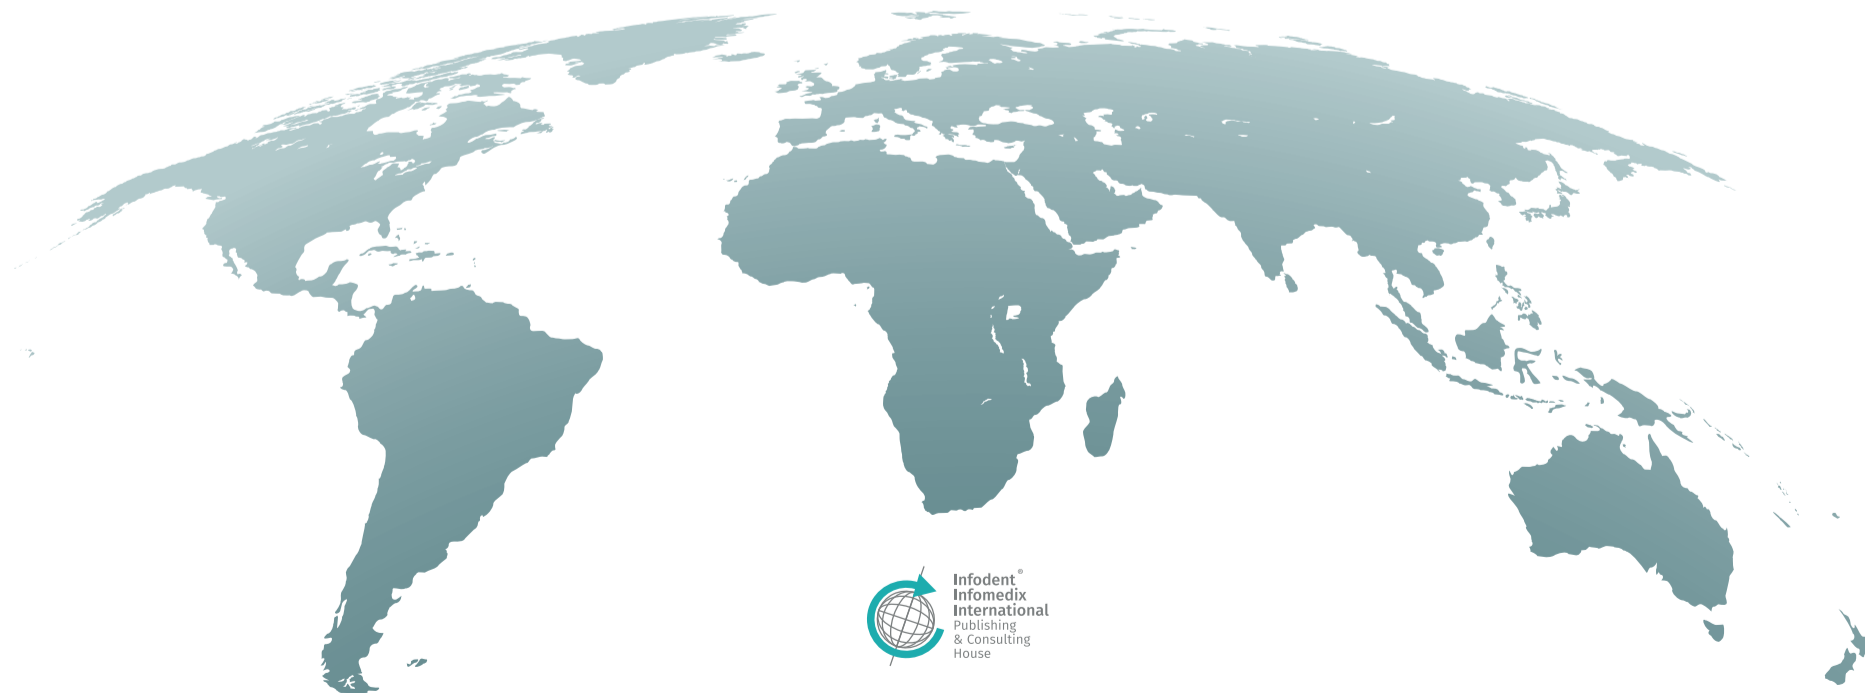 Infodent®
Infomedix
International
Publishing
& Consulting
House